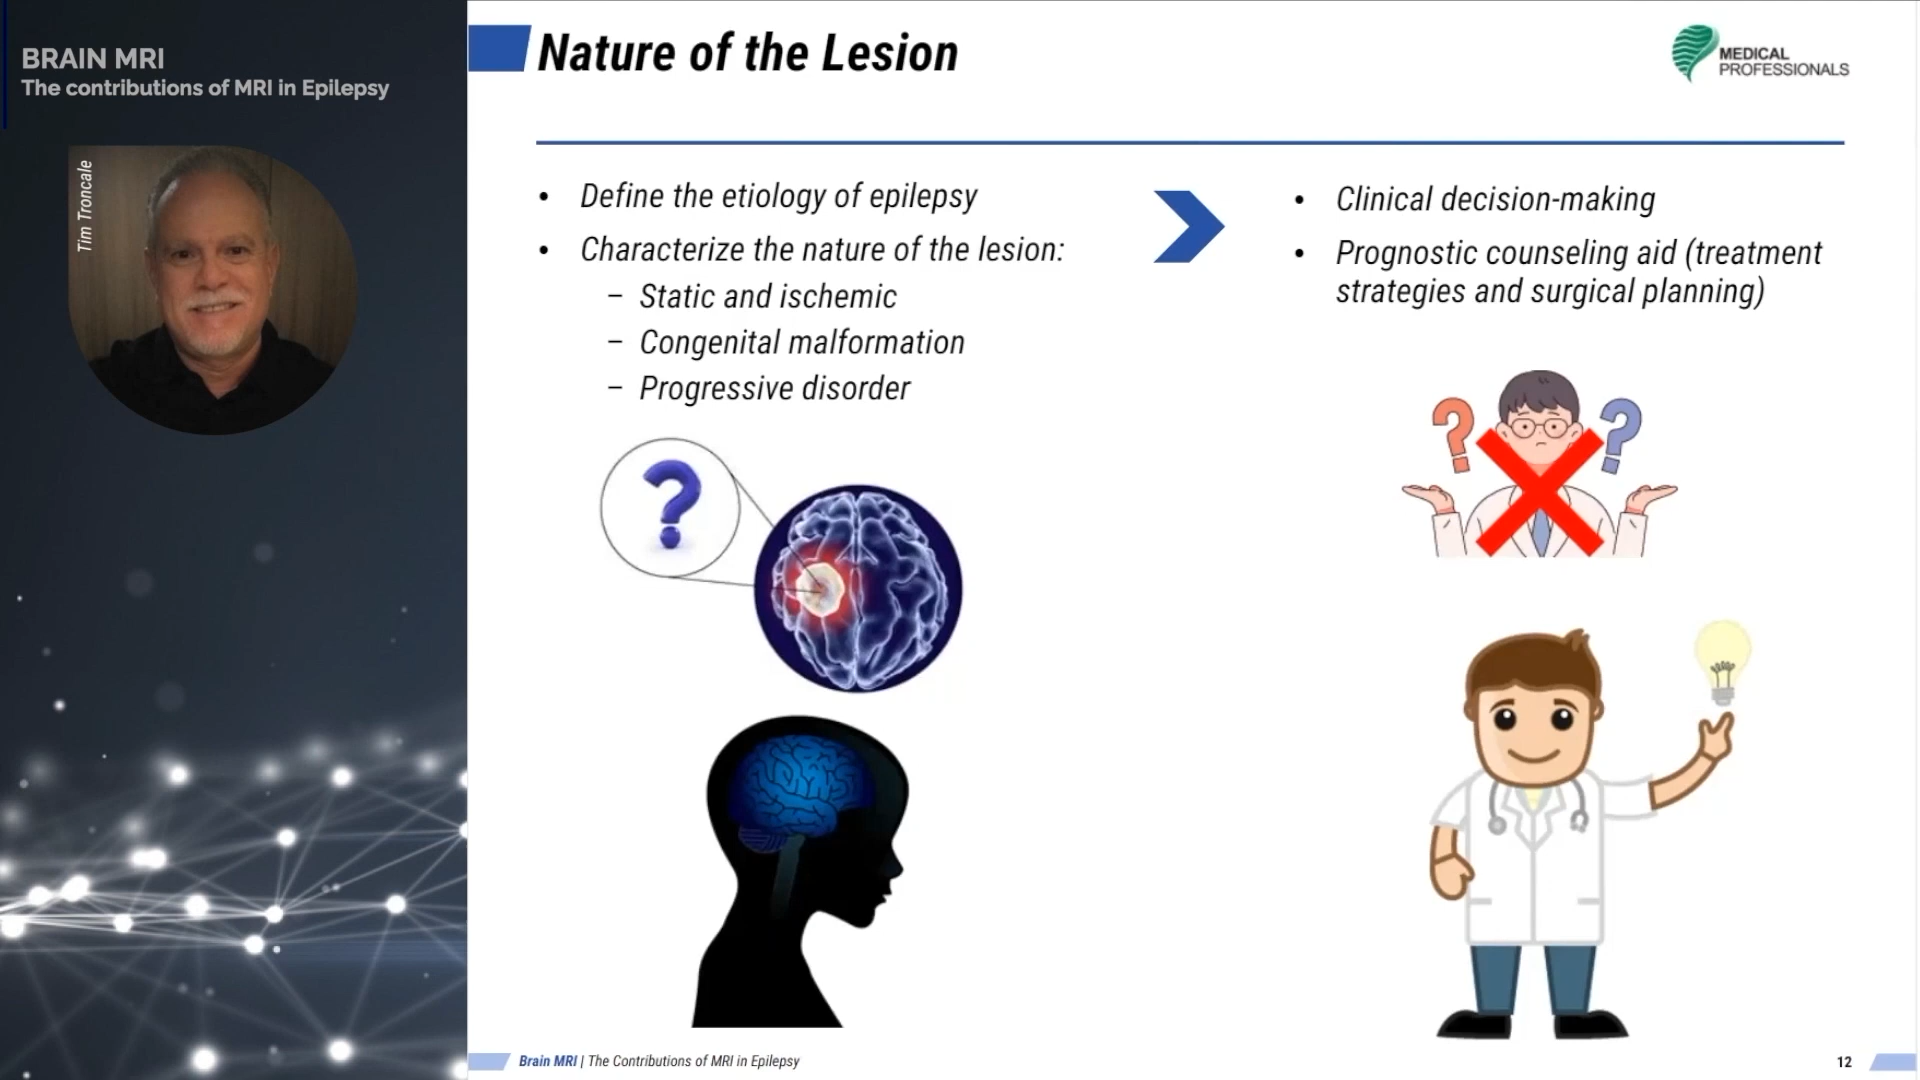 BRAIN MRI
The contributions of MRI in Epilepsy
Tim Troncale
Nature of the Lesion
MEDICAL
PROFESSIONALS
• Define the etiology of epilepsy
• Characterize the nature of the lesion:
– Static and ischemic
– Congenital malformation
– Progressive disorder
• Clinical decision-making
• Prognostic counseling aid (treatment
strategies and surgical planning)
?
? ?
Brain MRI | The Contributions of MRI in Epilepsy
12